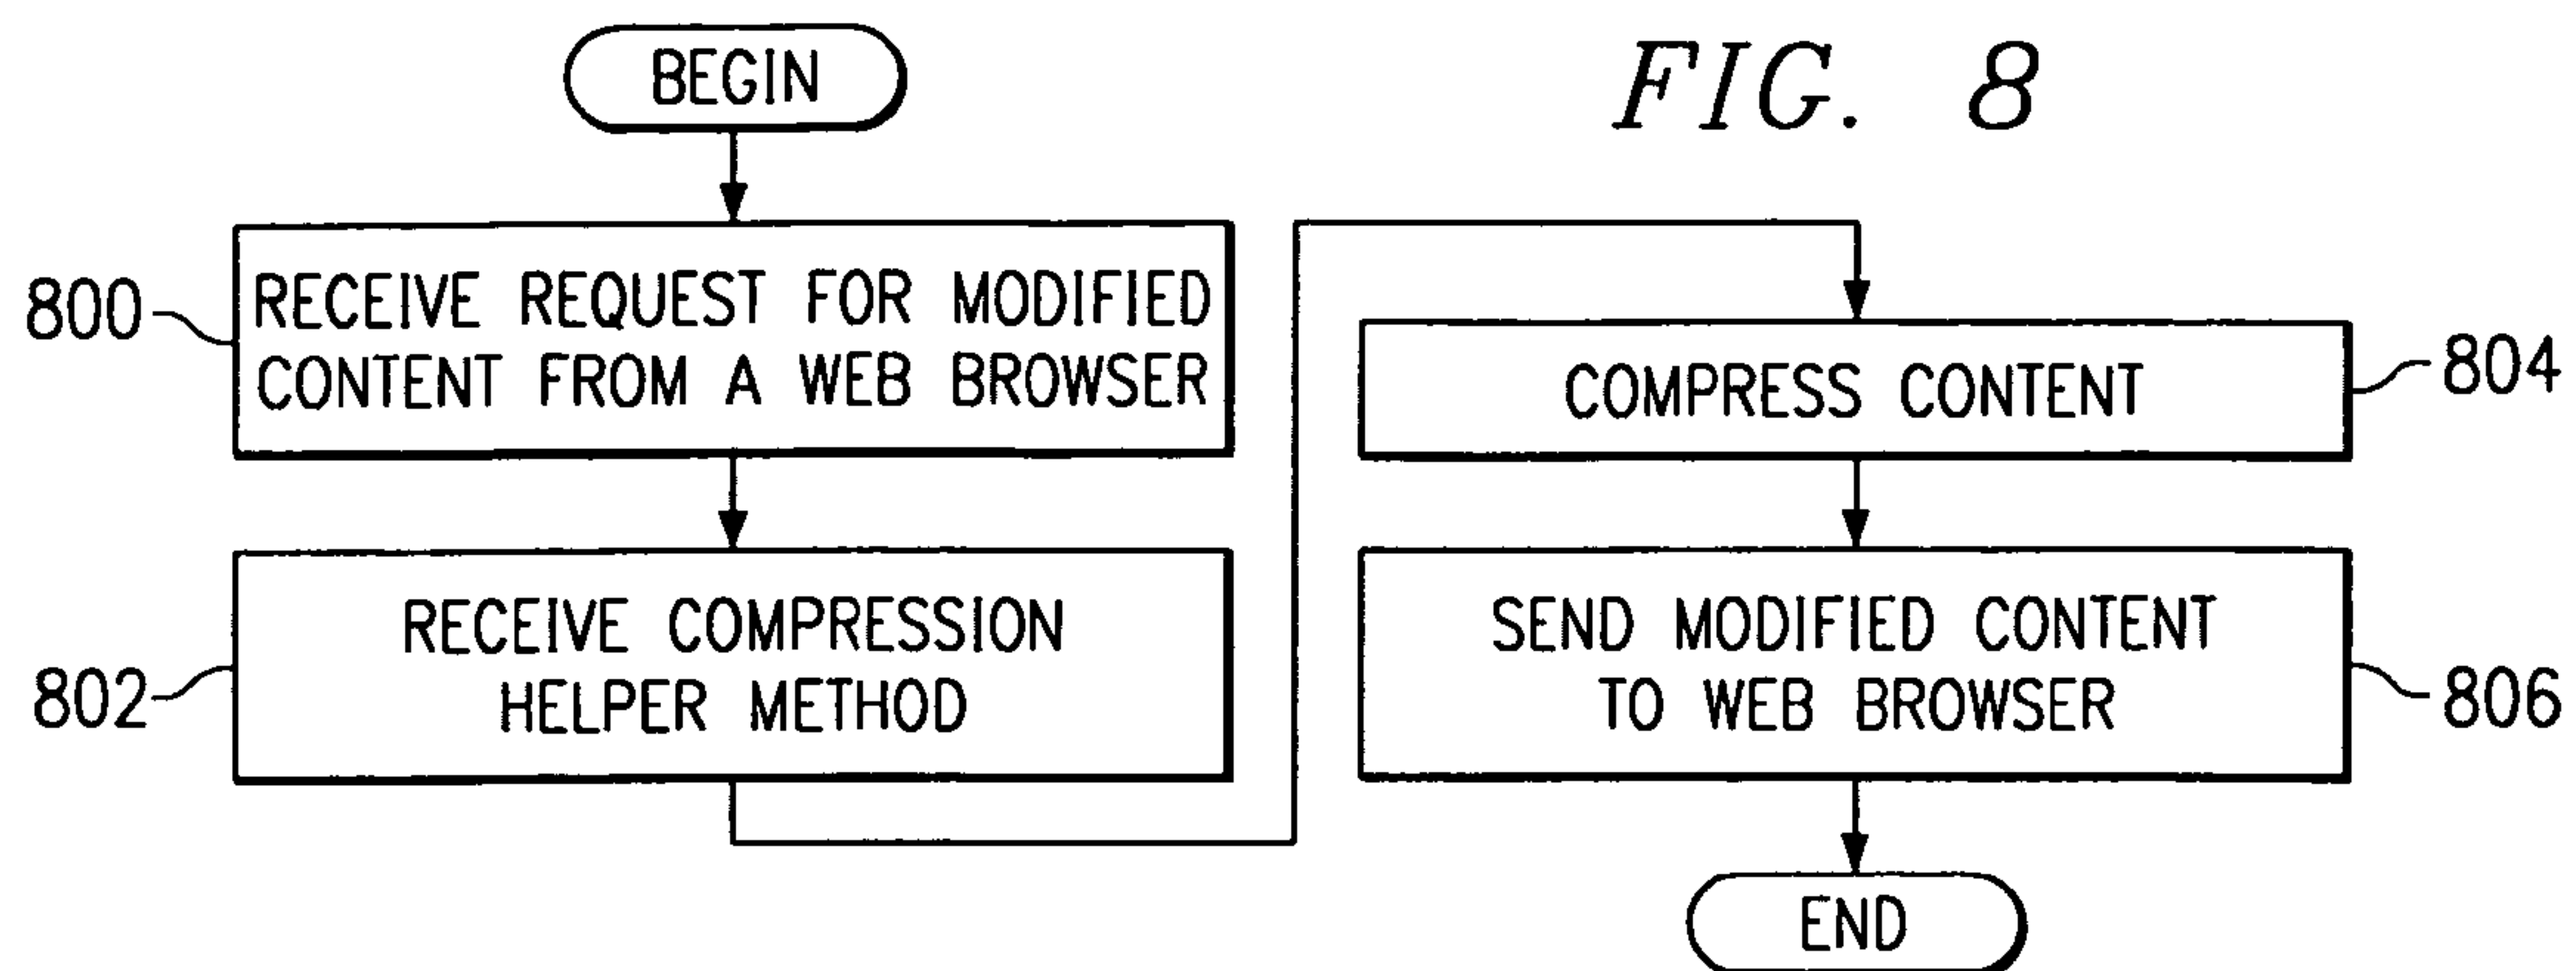 FIG. 8
BEGIN
800
RECEIVE REQUEST FOR MODIFIED
CONTENT FROM A WEB BROWSER
802
RECEIVE COMPRESSION
HELPER METHOD
COMPRESS CONTENT
804
SEND MODIFIED CONTENT
TO WEB BROWSER
806
END